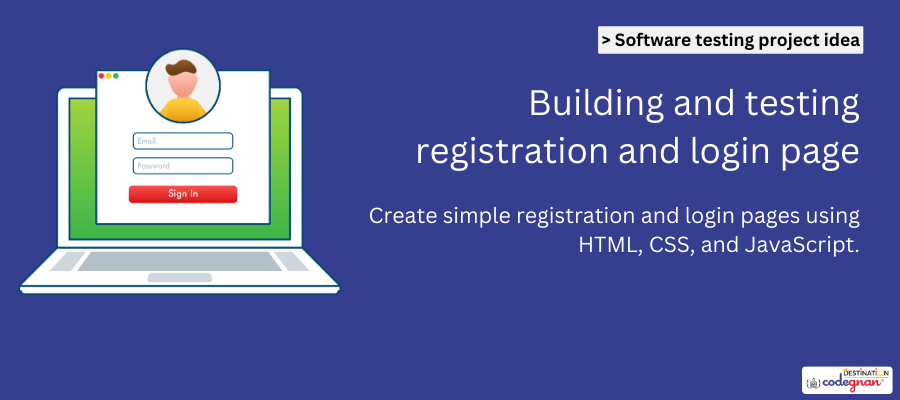 > Software testing project idea
Building and testing
registration and login page
Create simple registration and login pages using
HTML, CSS, and JavaScript.
Email
Password
Sign In
DESTINATION
codegnan